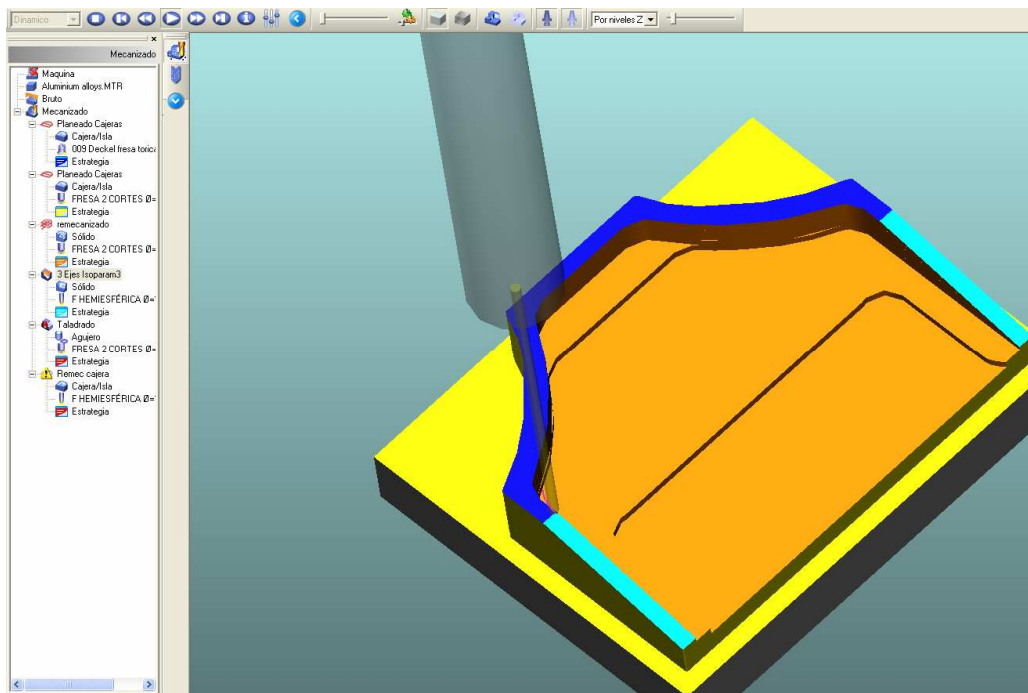 Dinamico
Por niveles Z
Mecanizado
Maquina
Aluminium alloys.MTR
Bruto
Mecanizado
Planeado Cajeras
Cajera/Isla
009 Deckel fresa torica
Estrategia
Planeado Cajeras
Cajera/Isla
FRESA 2 CORTES Ø=
Estrategia
remecanizado
Sólido
FRESA 2 CORTES Ø=
Estrategia
3 Ejes Isoparam3
Sólido
F HEMIESFÉRICA Ø=
Estrategia
Taladrado
Agujero
FRESA 2 CORTES Ø=
Estrategia
Remec cajera
Cajera/Isla
F HEMIESFÉRICA Ø=
Estrategia